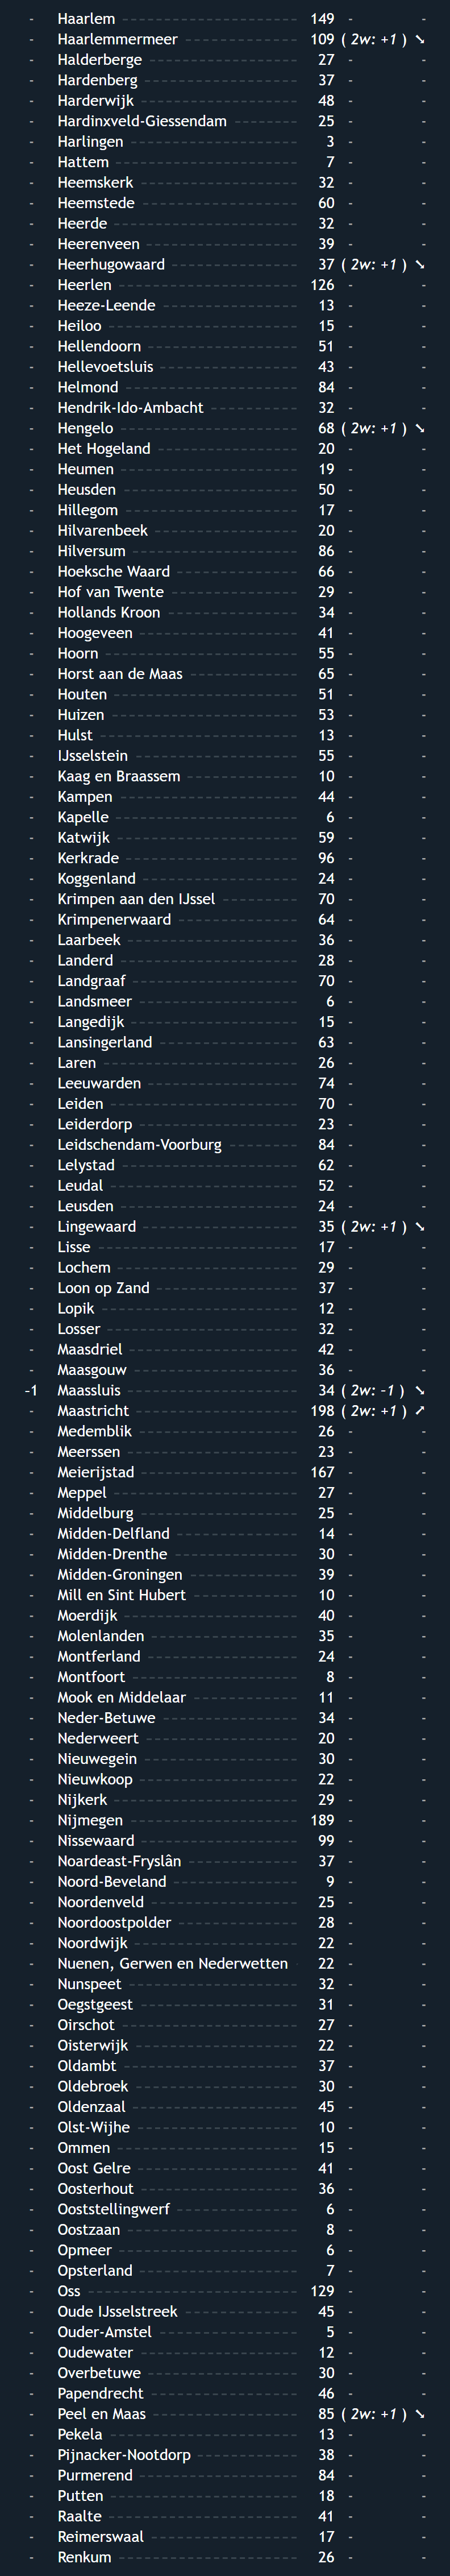 - Haarlem 149 - -
- Haarlemmermeer 109 ( 2w: +1 ) ➘
- Halderberge 27 - -
- Hardenberg 37 - -
- Harderwijk 48 - -
- Hardinxveld-Giessendam 25 - -
- Harlingen 3 - -
- Hattem 7 - -
- Heemskerk 32 - -
- Heemstede 60 - -
- Heerde 32 - -
- Heerenveen 39 - -
- Heerhugowaard 37 ( 2w: +1 ) ➘
- Heerlen 126 - -
- Heeze-Leende 13 - -
- Heiloo 15 - -
- Hellendoorn 51 - -
- Hellevoetsluis 43 - -
- Helmond 84 - -
- Hendrik-Ido-Ambacht 32 - -
- Hengelo 68 ( 2w: +1 ) ➘
- Het Hogeland 20 - -
- Heumen 19 - -
- Heusden 50 - -
- Hillegom 17 - -
- Hilvarenbeek 20 - -
- Hilversum 86 - -
- Hoeksche Waard 66 - -
- Hof van Twente 29 - -
- Hollands Kroon 34 - -
- Hoogeveen 41 - -
- Hoorn 55 - -
- Horst aan de Maas 65 - -
- Houten 51 - -
- Huizen 53 - -
- Hulst 13 - -
- IJsselstein 55 - -
- Kaag en Braassem 10 - -
- Kampen 44 - -
- Kapelle 6 - -
- Katwijk 59 - -
- Kerkrade 96 - -
- Koggenland 24 - -
- Krimpen aan den IJssel 70 - -
- Krimpenerwaard 64 - -
- Laarbeek 36 - -
- Landerd 28 - -
- Landgraaf 70 - -
- Landsmeer 6 - -
- Langedijk 15 - -
- Lansingerland 63 - -
- Laren 26 - -
- Leeuwarden 74 - -
- Leiden 70 - -
- Leiderdorp 23 - -
- Leidschendam-Voorburg 84 - -
- Lelystad 62 - -
- Leudal 52 - -
- Leusden 24 - -
- Lingewaard 35 ( 2w: +1 ) ➘
- Lisse 17 - -
- Lochem 29 - -
- Loon op Zand 37 - -
- Lopik 12 - -
- Losser 32 - -
- Maasdriel 42 - -
- Maasgouw 36 - -
-1 Maassluis 34 ( 2w: -1 ) ➘
- Maastricht 198 ( 2w: +1 ) ➚
- Medemblik 26 - -
- Meerssen 23 - -
- Meierijstad 167 - -
- Meppel 27 - -
- Middelburg 25 - -
- Midden-Delfland 14 - -
- Midden-Drenthe 30 - -
- Midden-Groningen 39 - -
- Mill en Sint Hubert 10 - -
- Moerdijk 40 - -
- Molenlanden 35 - -
- Montferland 24 - -
- Montfoort 8 - -
- Mook en Middelaar 11 - -
- Neder-Betuwe 34 - -
- Nederweert 20 - -
- Nieuwegein 30 - -
- Nieuwkoop 22 - -
- Nijkerk 29 - -
- Nijmegen 189 - -
- Nissewaard 99 - -
- Noardeast-Fryslân 37 - -
- Noord-Beveland 9 - -
- Noordenveld 25 - -
- Noordoostpolder 28 - -
- Noordwijk 22 - -
- Nuenen, Gerwen en Nederwetten 22 - -
- Nunspeet 32 - -
- Oegstgeest 31 - -
- Oirschot 27 - -
- Oisterwijk 22 - -
- Oldambt 37 - -
- Oldebroek 30 - -
- Oldenzaal 45 - -
- Olst-Wijhe 10 - -
- Ommen 15 - -
- Oost Gelre 41 - -
- Oosterhout 36 - -
- Ooststellingwerf 6 - -
- Oostzaan 8 - -
- Opmeer 6 - -
- Opsterland 7 - -
- Oss 129 - -
- Oude IJsselstreek 45 - -
- Ouder-Amstel 5 - -
- Oudewater 12 - -
- Overbetuwe 30 - -
- Papendrecht 46 - -
- Peel en Maas 85 ( 2w: +1 ) ➘
- Pekela 13 - -
- Pijnacker-Nootdorp 38 - -
- Purmerend 84 - -
- Putten 18 - -
- Raalte 41 - -
- Reimerswaal 17 - -
- Renkum 26 - -